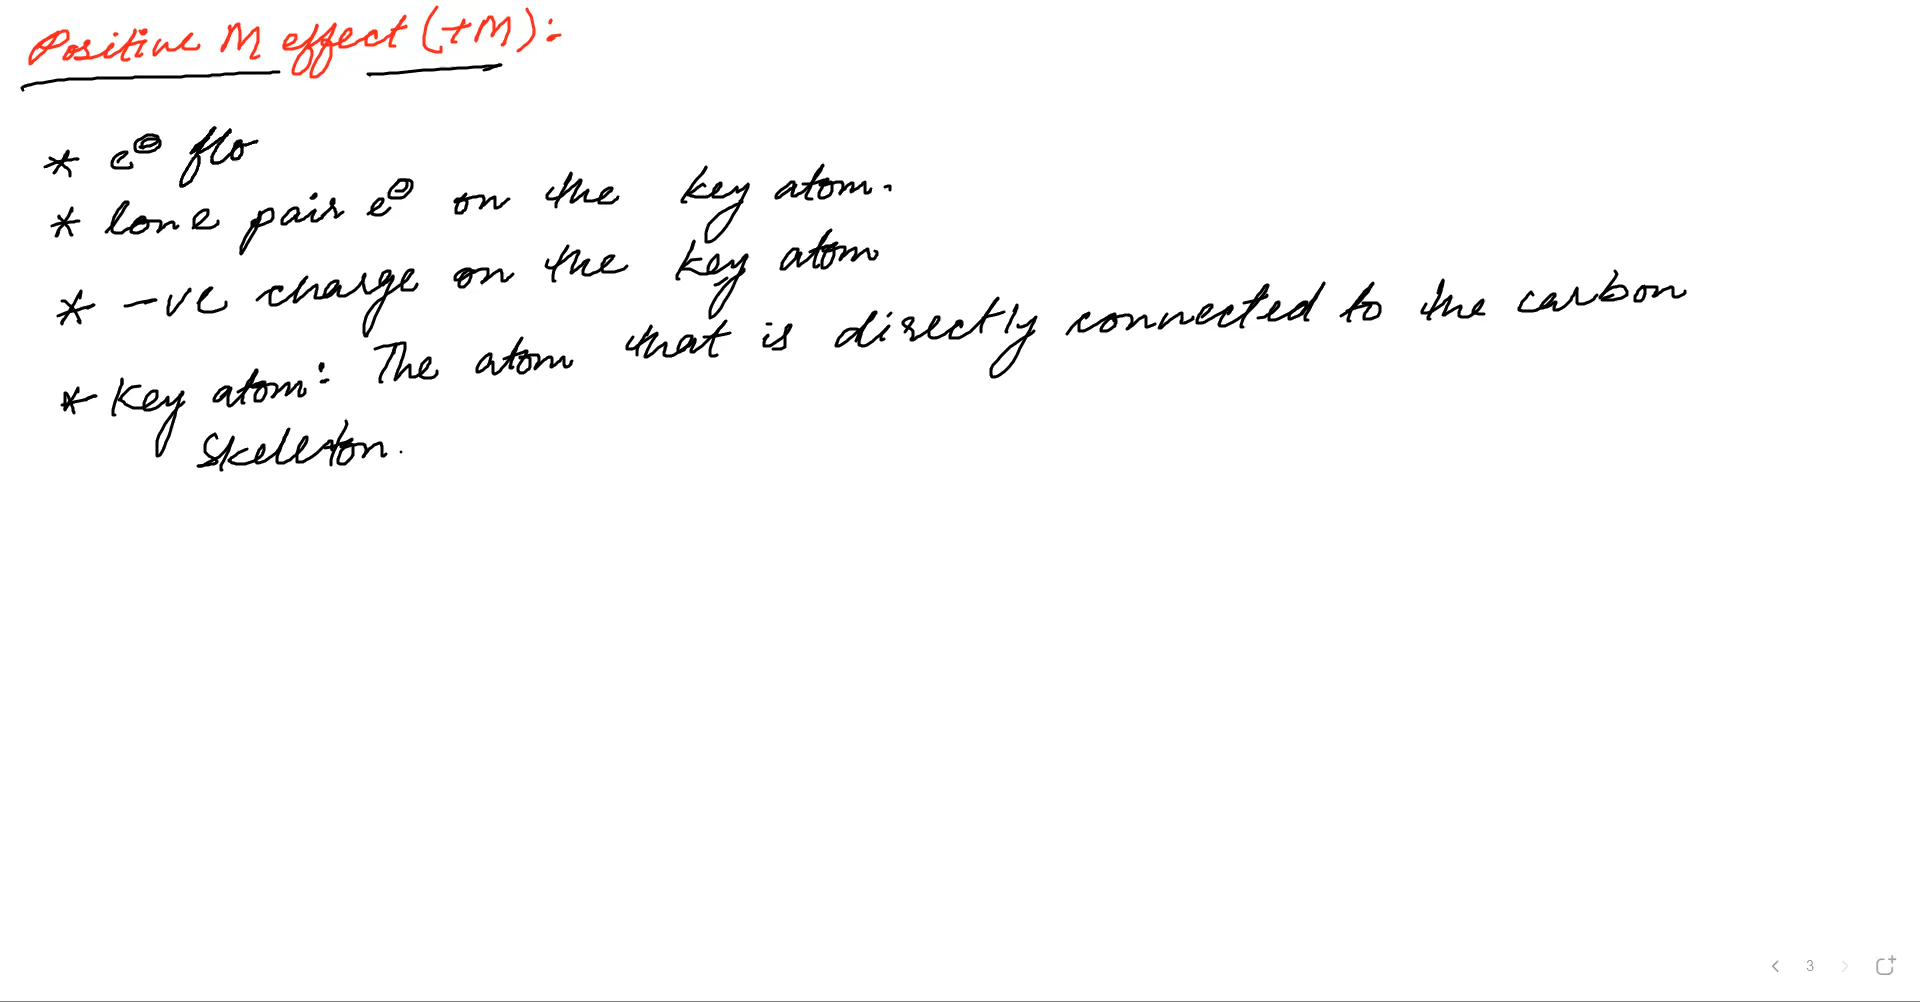 Positive M effect (+M):
* e⊖ flo
* lone pair e⊖ on the key atom.
* -ve charge on the key atom
* Key atom: The atom that is directly connected to the carbon
skeleton.
3